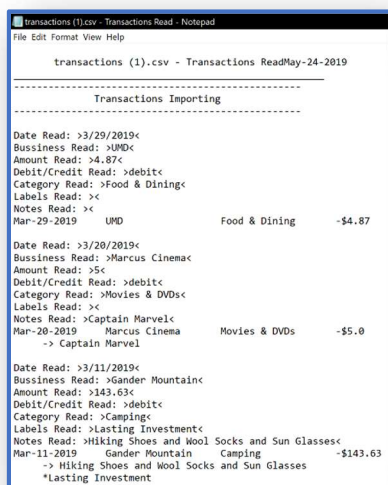 transactions (1).csv - Transactions Read - Notepad
File Edit Format View Help
transactions (1).csv - Transactions ReadMay-24-2019
Transactions Importing
Date Read: >3/29/2019<
Bussiness Read: >UMD<
Amount Read: >4.87<
Debit/Credit Read: >debit<
Category Read: >Food & Dining<
Labels Read: ><
Notes Read: ><
Mar-29-2019 UMD Food & Dining -$4.87
Date Read: >3/20/2019<
Bussiness Read: >Marcus Cinema<
Amount Read: >5<
Debit/Credit Read: >debit<
Category Read: >Movies & DVDs<
Labels Read: ><
Notes Read: >Captain Marvel<
Mar-20-2019 Marcus Cinema Movies & DVDs -$5.0
-> Captain Marvel
Date Read: >3/11/2019<
Bussiness Read: >Gander Mountain<
Amount Read: >143.63<
Debit/Credit Read: >debit<
Category Read: >Camping<
Labels Read: >Lasting Investment<
Notes Read: >Hiking Shoes and Wool Socks and Sun Glasses<
Mar-11-2019 Gander Mountain Camping -$143.63
-> Hiking Shoes and Wool Socks and Sun Glasses
*Lasting Investment